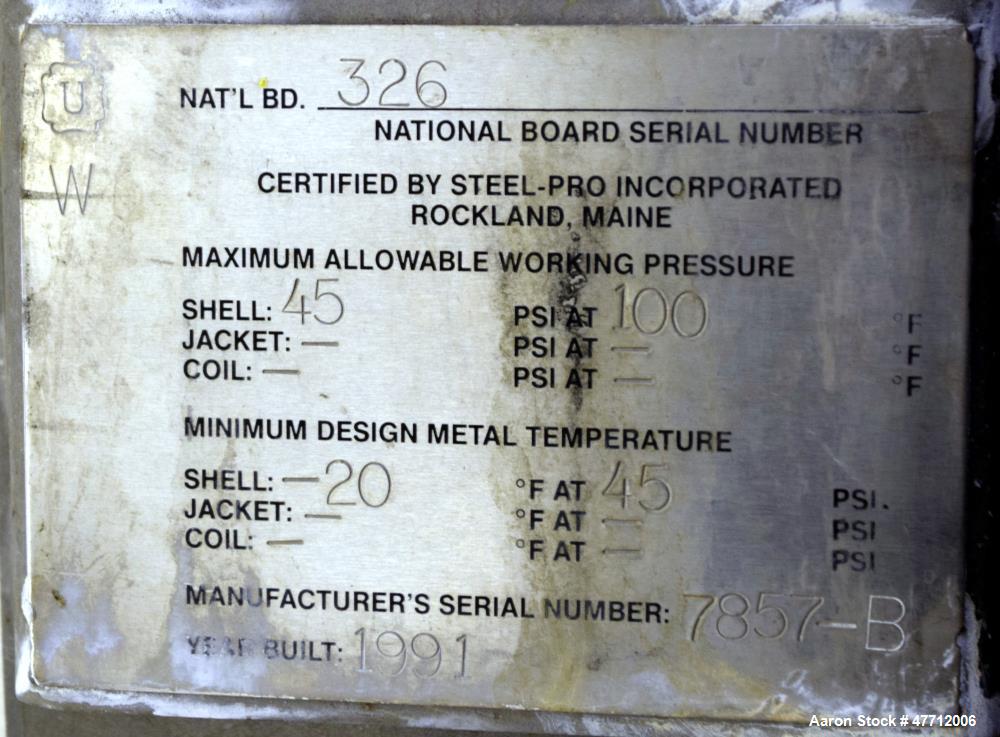 U
W
NAT'L BD. 326
NATIONAL BOARD SERIAL NUMBER
CERTIFIED BY STEEL-PRO INCORPORATED
ROCKLAND, MAINE
MAXIMUM ALLOWABLE WORKING PRESSURE
SHELL: 45 PSI AT 100 °F
JACKET: — PSI AT — °F
COIL: — PSI AT — °F
MINIMUM DESIGN METAL TEMPERATURE
SHELL: —20 °F AT 45 PSI.
JACKET: — °F AT — PSI
COIL: — °F AT — PSI
MANUFACTURER'S SERIAL NUMBER: 7857-B
YEAR BUILT: 1991
Aaron Stock # 47712006